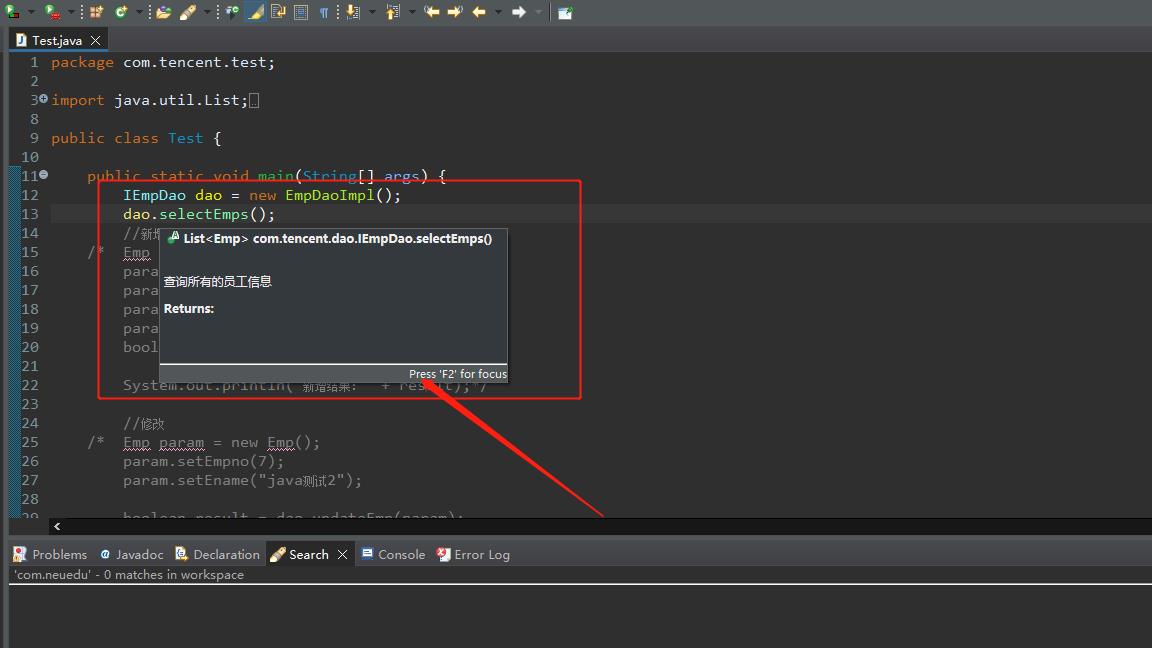 Test.java
1 package com.tencent.test;
2
3 import java.util.List;
8
9 public class Test {
10
11 public static void main(String[] args) {
12 IEmpDao dao = new EmpDaoImpl();
13 dao.selectEmps();
14 //新增
List<Emp> com.tencent.dao.IEmpDao.selectEmps()
15 /* Emp
16 para
查询所有的员工信息
17 para
18 para
Returns:
19 para
20 bool
21
Press 'F2' for focus
22 System.out.println("新增结果: " + result);*/
23
24 //修改
25 /* Emp param = new Emp();
26 param.setEmpno(7);
27 param.setEname("java测试2");
28
29 boolean result = dao.updateEmp(param);
Problems Javadoc Declaration Search Console Error Log
'com.neuedu' - 0 matches in workspace